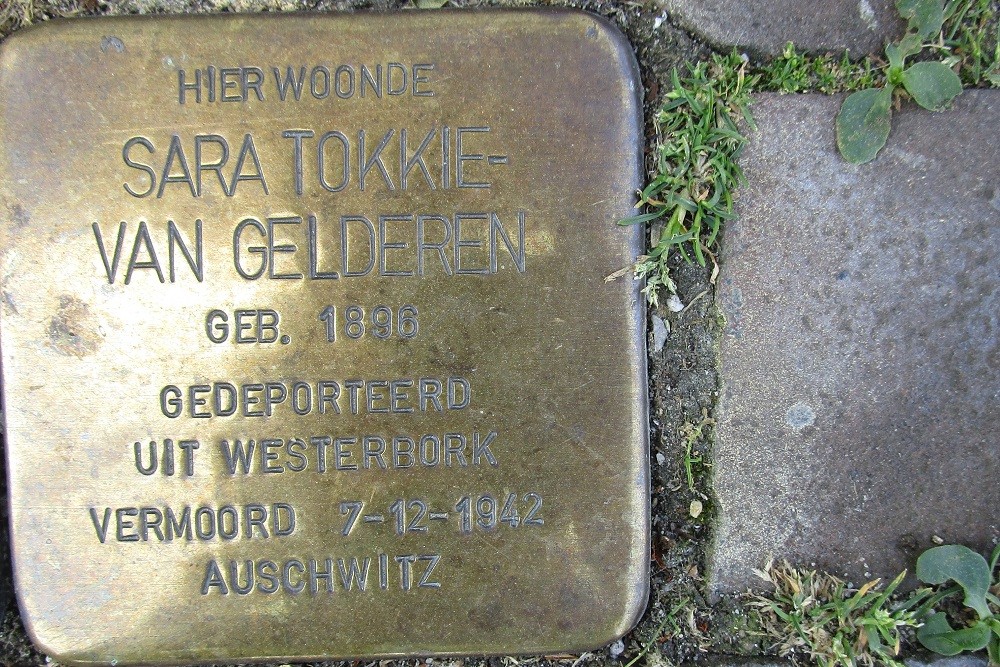 HIER WOONDE
SARA TOKKIE-
VAN GELDEREN
GEB. 1896
GEDEPORTEERD
UIT WESTERBORK
VERMOORD 7-12-1942
AUSCHWITZ